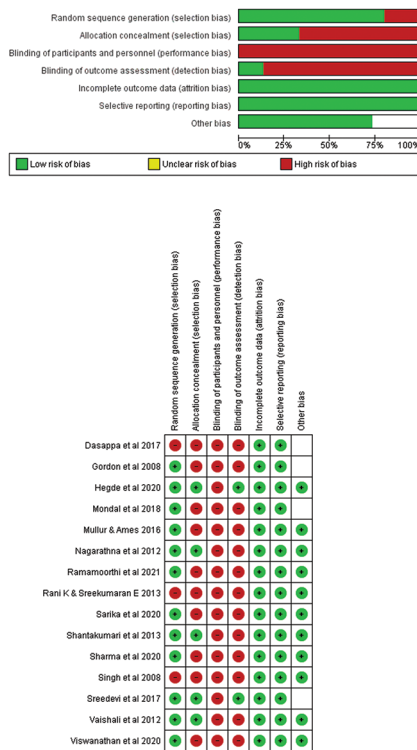 Random sequence generation (selection bias)
Allocation concealment (selection bias)
Blinding of participants and personnel (performance bias)
Blinding of outcome assessment (detection bias)
Incomplete outcome data (attrition bias)
Selective reporting (reporting bias)
Other bias
0% 25% 50% 75% 100%
Low risk of bias Unclear risk of bias High risk of bias
Random sequence generation (selection bias)
Allocation concealment (selection bias)
Blinding of participants and personnel (performance bias)
Blinding of outcome assessment (detection bias)
Incomplete outcome data (attrition bias)
Selective reporting (reporting bias)
Other bias
Dasappa et al 2017 - - - - + +
Gordon et al 2008 + - - - + +
Hegde et al 2020 + + - + + + +
Mondal et al 2018 + - - - + +
Mullur & Ames 2016 + - - - + + +
Nagarathna et al 2012 + + - - + + +
Ramamoorthi et al 2021 + - - - + + +
Rani K & Sreekumaran E 2013 - - - - + + +
Sarika et al 2020 + - - - + + +
Shantakumari et al 2013 + + - - + + +
Sharma et al 2020 + - - - + + +
Singh et al 2008 - - - - + + +
Sreedevi et al 2017 + + - + + +
Vaishali et al 2012 + + - - + + +
Viswanathan et al 2020 + - - - + + +